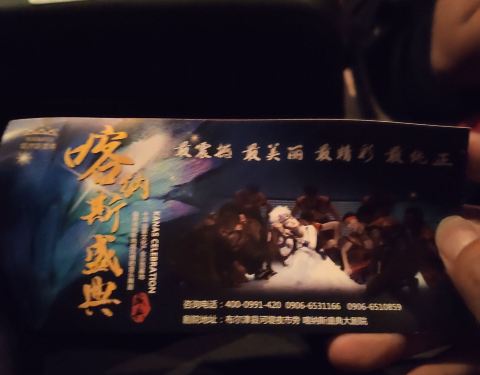 喀纳斯盛典
KANAS CELEBRATION
最震撼 最美丽 最精彩 最纯正
咨询电话：400-0991-420 0906-6531166 0906-6510859
剧院地址：布尔津县河堤夜市旁 喀纳斯盛典大剧院